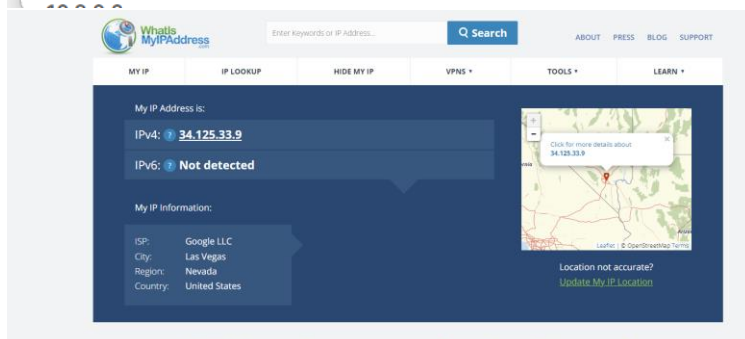 WhatIs
MyIPAddress
.com
Enter Keywords or IP Address...
Search
ABOUT PRESS BLOG SUPPORT
MY IP IP LOOKUP HIDE MY IP VPNS TOOLS LEARN
My IP Address is:
IPv4: ? 34.125.33.9
IPv6: ? Not detected
My IP Information:
ISP: Google LLC
City: Las Vegas
Region: Nevada
Country: United States
+
−
Click for more details about
34.125.33.9
×
Leaflet | © OpenStreetMap Terms
Location not accurate?
Update My IP Location